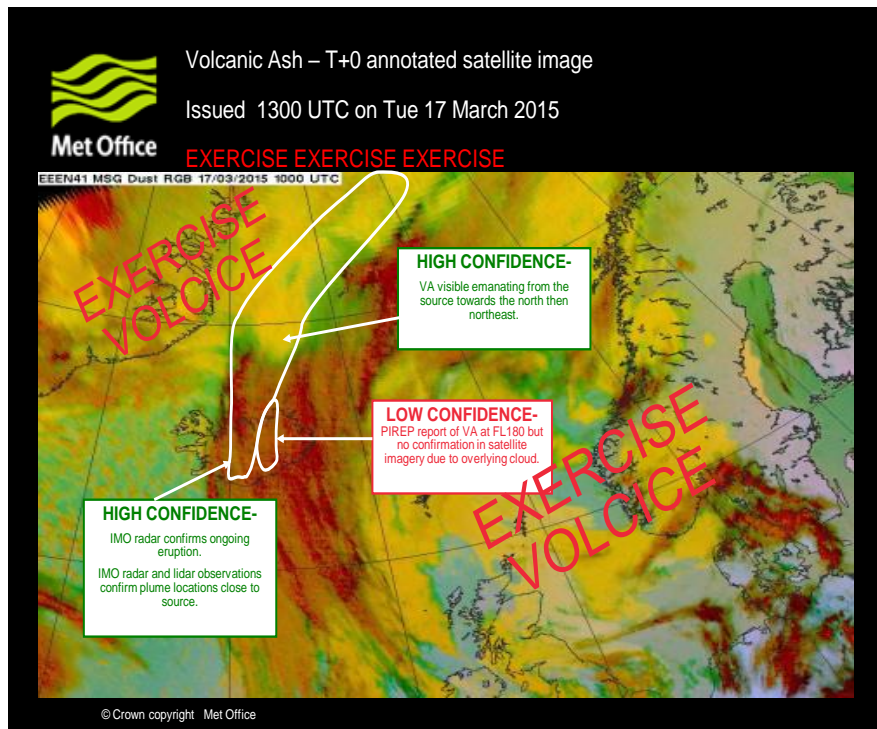 Volcanic Ash – T+0 annotated satellite image
Issued 1300 UTC on Tue 17 March 2015
Met Office
EXERCISE EXERCISE EXERCISE
EEEN41 MSG Dust RGB 17/03/2015 1000 UTC
EXERCISE
VOLCICE
HIGH CONFIDENCE-
VA visible emanating from the
source towards the north then
northeast.
LOW CONFIDENCE-
PIREP report of VA at FL180 but
no confirmation in satellite
imagery due to overlying cloud.
EXERCISE
VOLCICE
HIGH CONFIDENCE-
IMO radar confirms ongoing
eruption.
IMO radar and lidar observations
confirm plume locations close to
source.
© Crown copyright Met Office